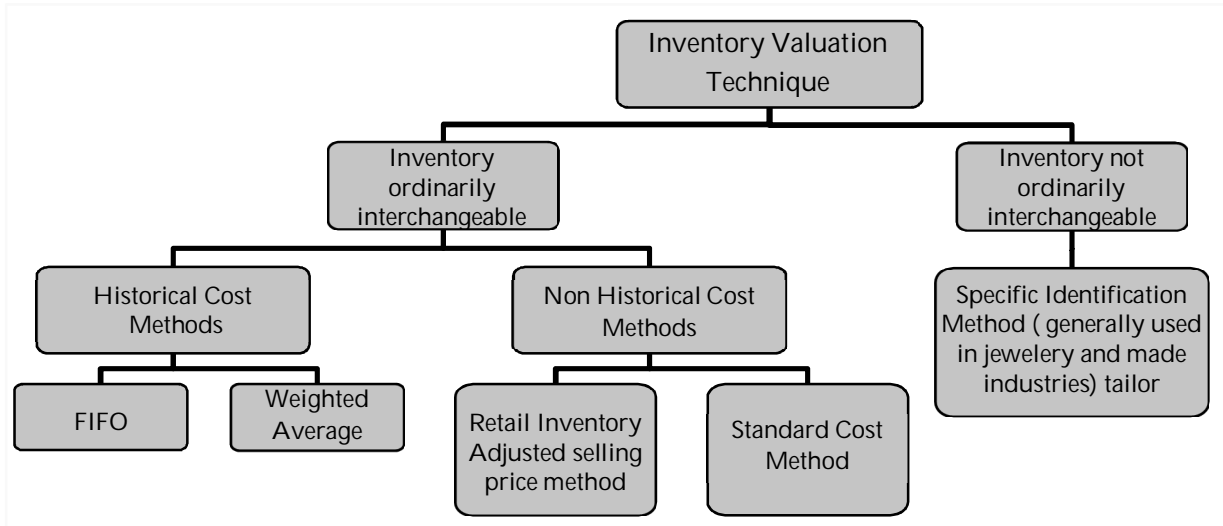 Inventory Valuation
Technique
Inventory
ordinarily
interchangeable
Inventory not
ordinarily
interchangeable
Historical Cost
Methods
Non Historical Cost
Methods
Specific Identification
Method ( generally used
in jewelery and made
industries) tailor
FIFO
Weighted
Average
Retail Inventory
Adjusted selling
price method
Standard Cost
Method